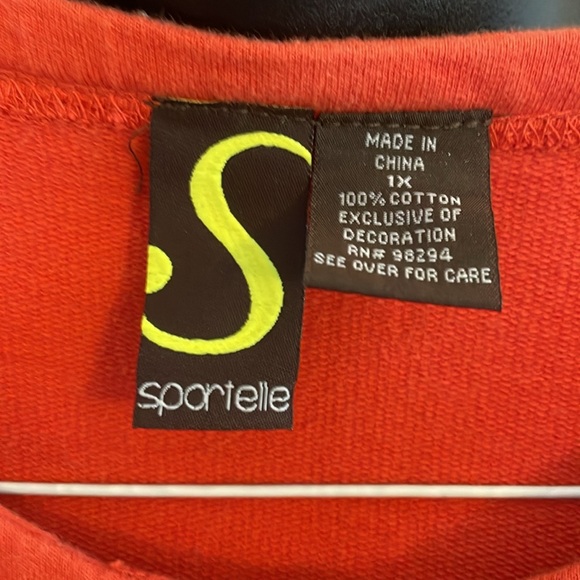 S
sportelle
MADE IN
CHINA
1X
100% COTTON
EXCLUSIVE OF
DECORATION
RN# 98294
SEE OVER FOR CARE